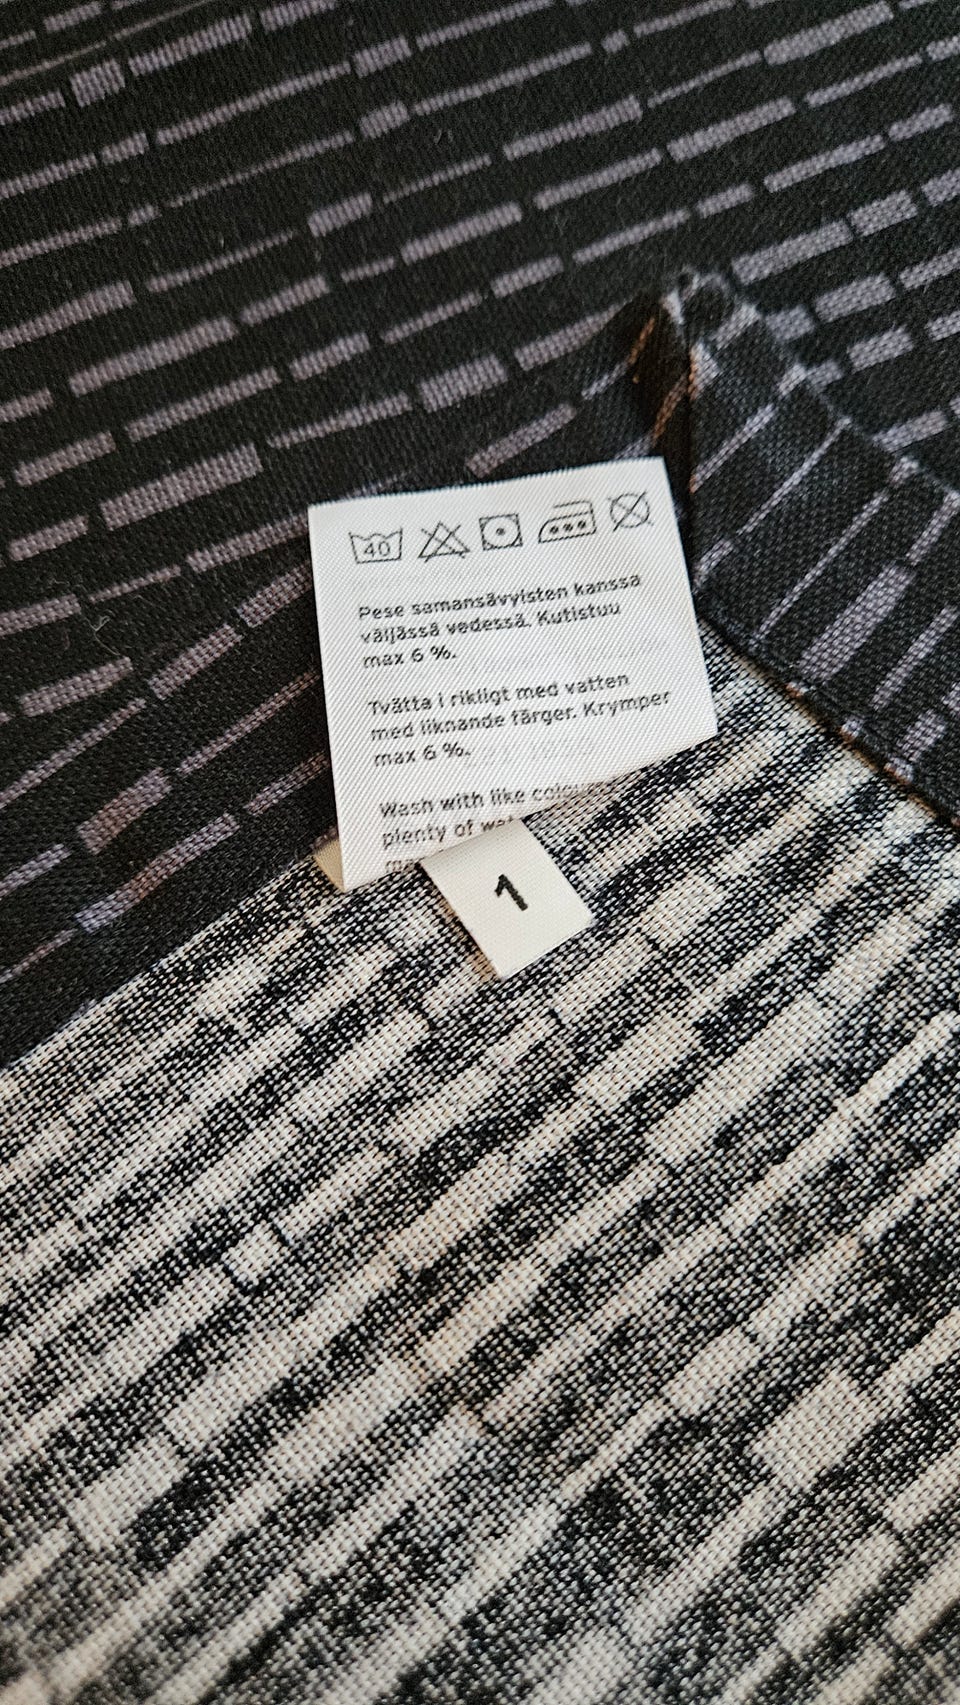 40
Pese samansävyisten kanssa
väljässä vedessä. Kutistuu
max 6 %.
Tvätta i rikligt med vatten
med liknande färger. Krymper
max 6 %.
Wash with like
plenty of
1